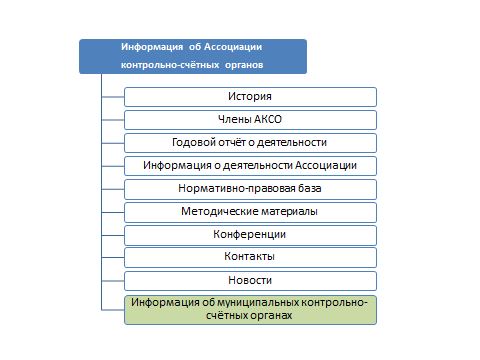 Информация об Ассоциации
контрольно-счётных органов
История
Члены АКСО
Годовой отчёт о деятельности
Информация о деятельности Ассоциации
Нормативно-правовая база
Методические материалы
Конференции
Контакты
Новости
Информация об муниципальных контрольно-
счётных органах